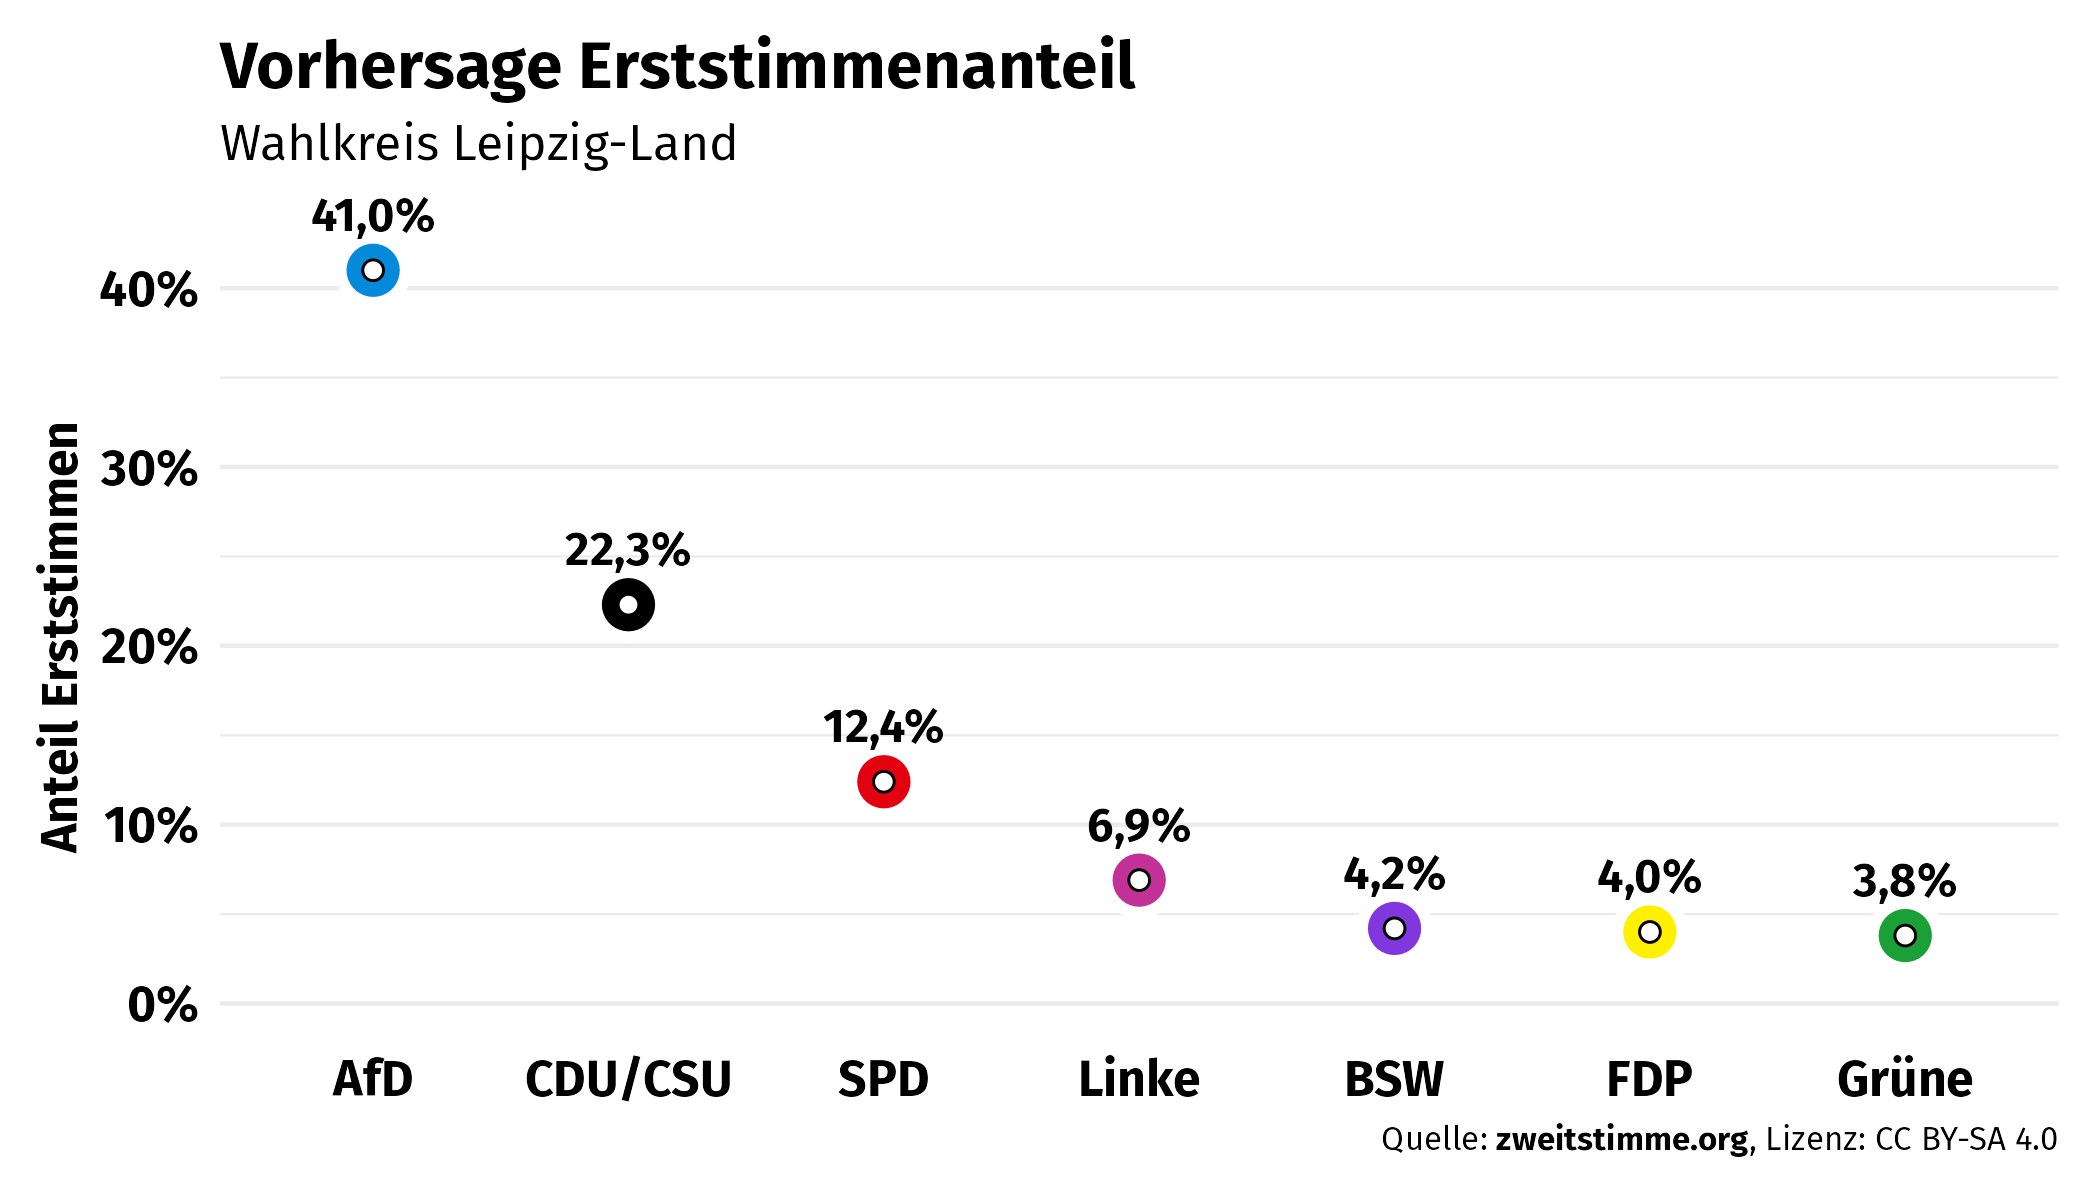 Vorhersage Erststimmenanteil
Wahlkreis Leipzig-Land
41,0%
40%
30%
22,3%
20%
12,4%
10%
6,9%
4,2%
4,0%
3,8%
0%
Anteil Erststimmen
AfD CDU/CSU SPD Linke BSW FDP Grüne
Quelle: zweitstimme.org, Lizenz: CC BY-SA 4.0